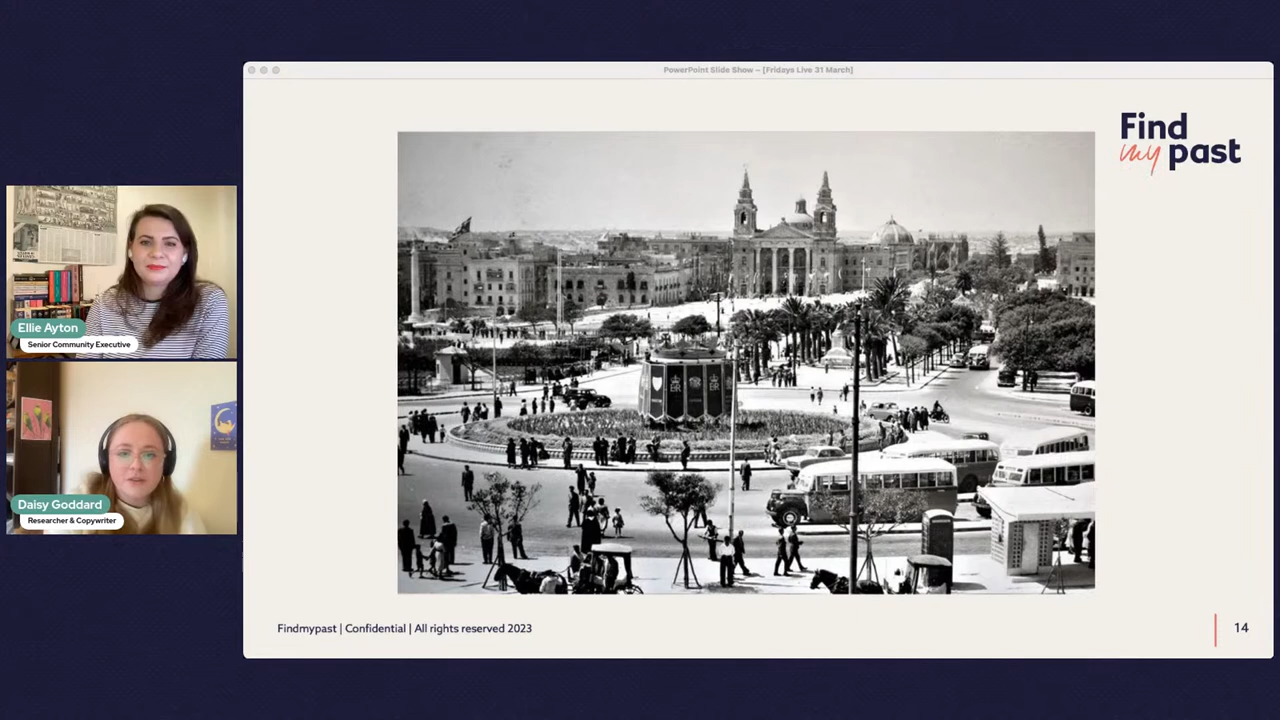 PowerPoint Slide Show – [Fridays Live 31 March]
Find
my past
Ellie Ayton
Senior Community Executive
Daisy Goddard
Researcher & Copywriter
Findmypast | Confidential | All rights reserved 2023
14